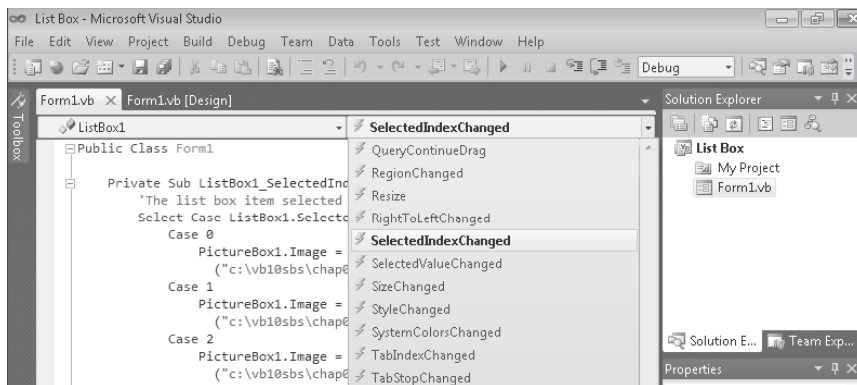 List Box - Microsoft Visual Studio
File Edit View Project Build Debug Team Data Tools Test Window Help
Debug
Form1.vb Form1.vb [Design]
Solution Explorer
Toolbox
ListBox1
SelectedIndexChanged
Public Class Form1
Private Sub ListBox1_SelectedInd
'The list box item selected
Select Case ListBox1.Selecte
Case 0
PictureBox1.Image =
("c:\vb10sbs\chap0
Case 1
PictureBox1.Image =
("c:\vb10sbs\chap0
Case 2
PictureBox1.Image =
("c:\vb10sbs\chap0
QueryContinueDrag
RegionChanged
Resize
RightToLeftChanged
SelectedIndexChanged
SelectedValueChanged
SizeChanged
StyleChanged
SystemColorsChanged
TabIndexChanged
TabStopChanged
List Box
My Project
Form1.vb
Solution E... Team Exp...
Properties